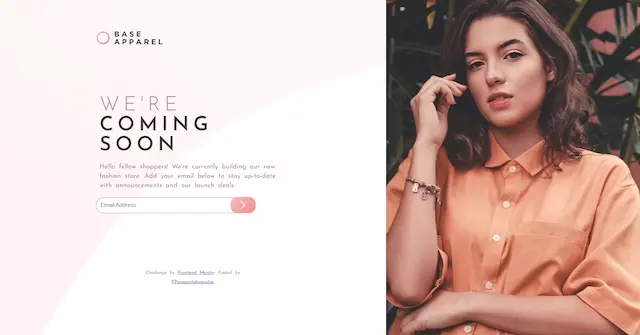 BASE
APPAREL
WE'RE
COMING
SOON
Hello fellow shoppers! We're currently building our new
fashion store. Add your email below to stay up-to-date
with announcements and our launch deals.
Email Address
Challenge by Frontend Mentor. Coded by